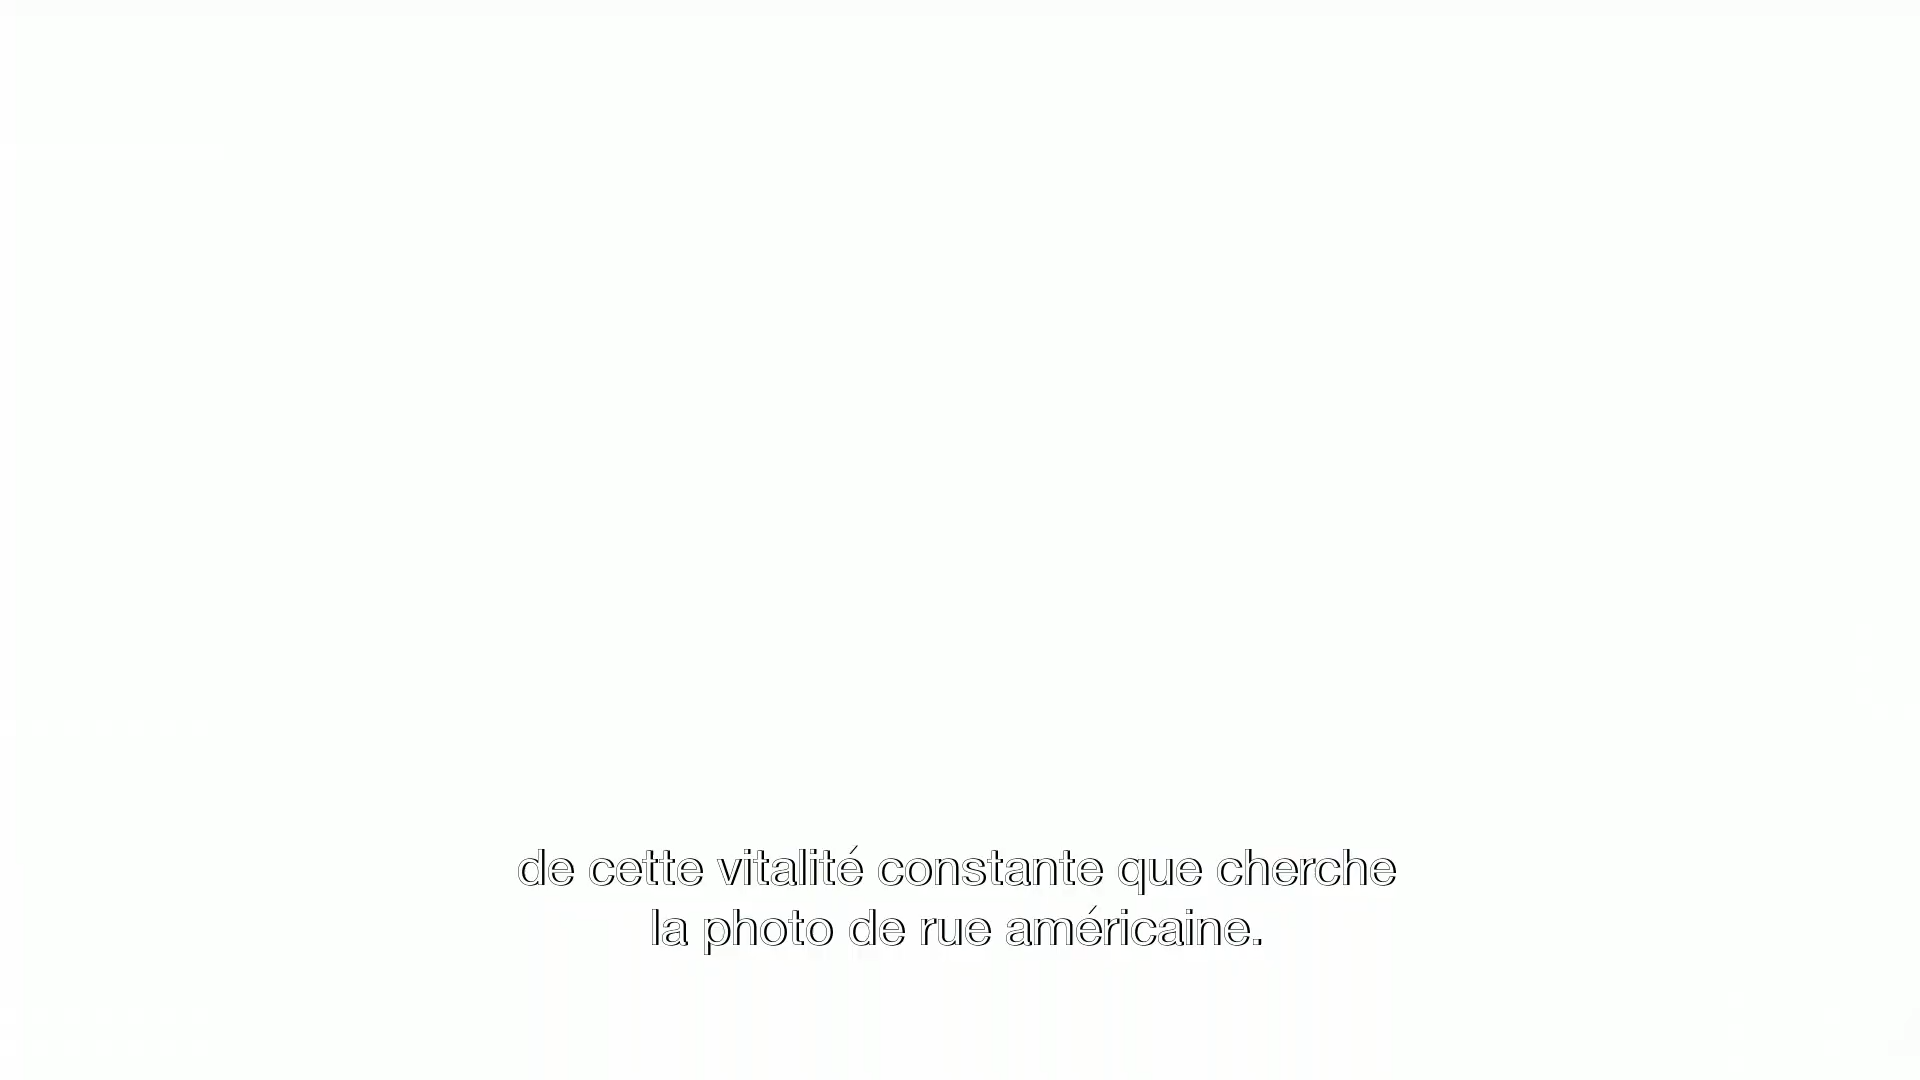 de cette vitalité constante que cherche
la photo de rue américaine.